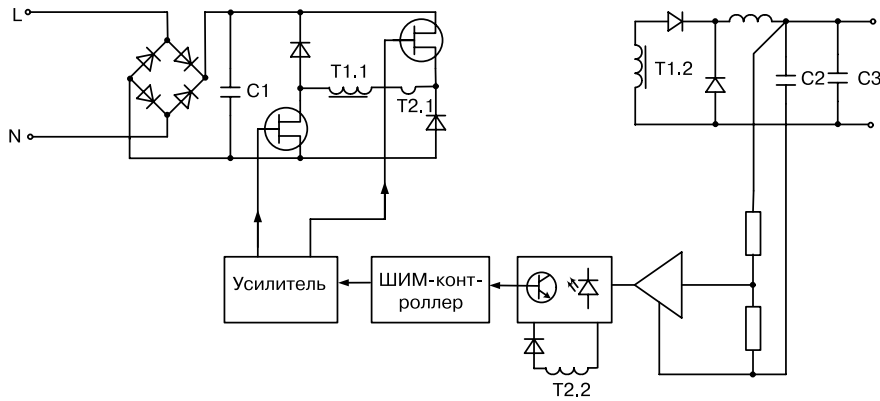 L
N
C1
T1.1
T2.1
T1.2
C2
C3
Усилитель
ШИМ-конт-
роллер
T2.2